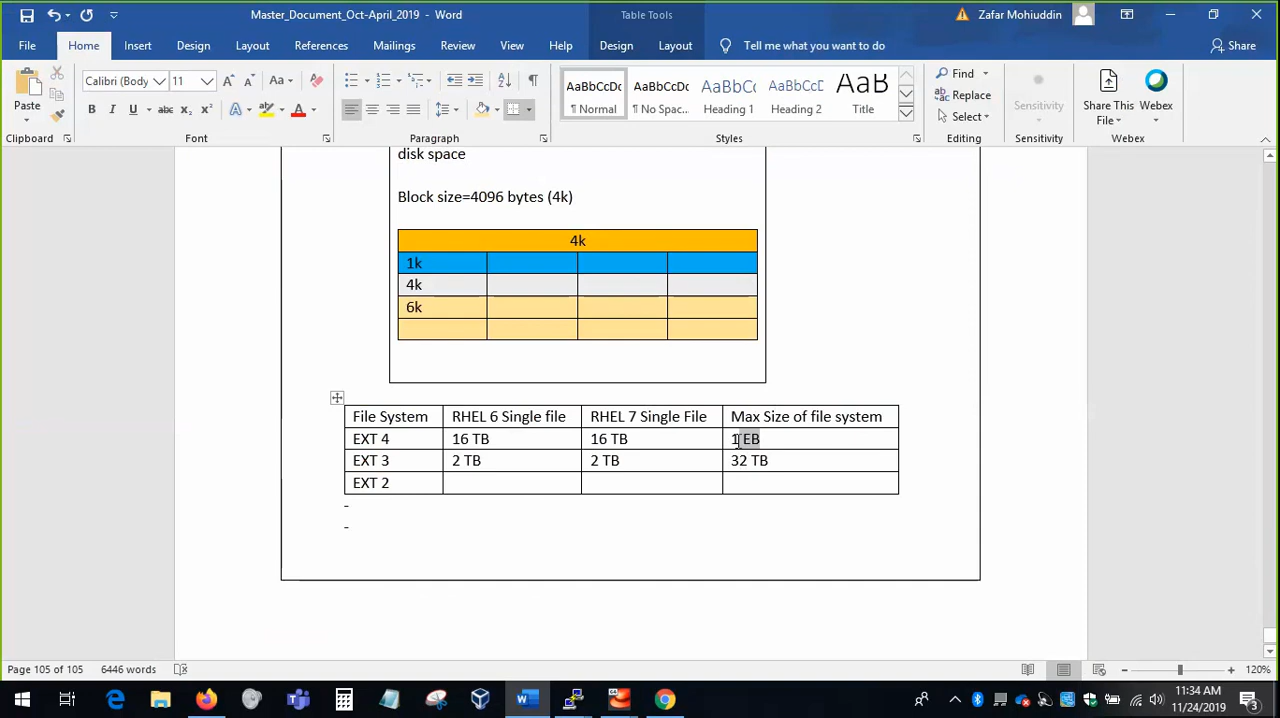 Master_Document_Oct-April_2019 - Word
Table Tools
Zafar Mohiuddin
File
Home
Insert
Design
Layout
References
Mailings
Review
View
Help
Design
Layout
Tell me what you want to do
Share
Paste
Calibri (Body)
11
Aa
B I U abc x₂ x²
A
AaBbCcDc
¶ Normal
AaBbCcDc
¶ No Spac...
AaBbCc
Heading 1
AaBbCcD
Heading 2
AaB
Title
Find
Replace
Select
Sensitivity
Share This File
Webex
Clipboard
Font
Paragraph
Styles
Editing
Sensitivity
Webex
disk space
Block size=4096 bytes (4k)
4k
1k
4k
6k
File System RHEL 6 Single file RHEL 7 Single File Max Size of file system
EXT 4 16 TB 16 TB 1 EB
EXT 3 2 TB 2 TB 32 TB
EXT 2
-
-
Page 105 of 105 6446 words
120%
11:34 AM
11/24/2019
3